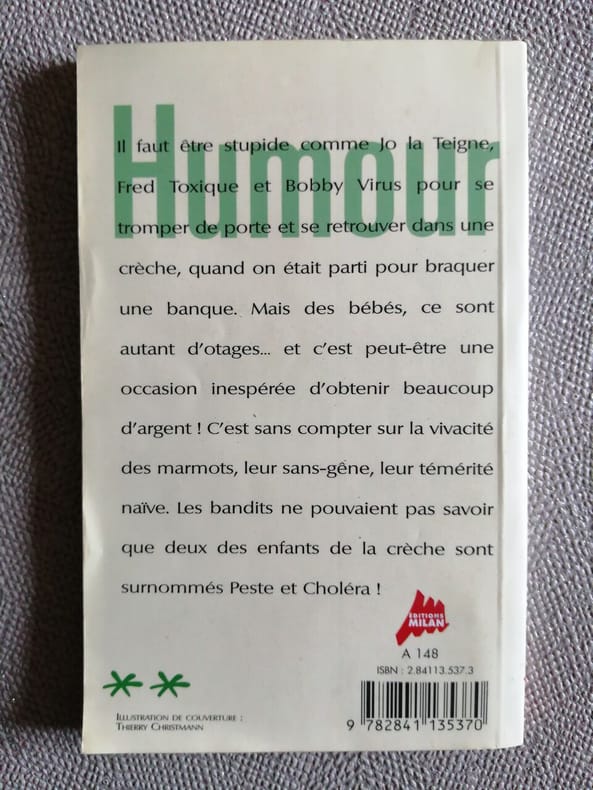 Humour
Il faut être stupide comme Jo la Teigne,
Fred Toxique et Bobby Virus pour se
tromper de porte et se retrouver dans une
crèche, quand on était parti pour braquer
une banque. Mais des bébés, ce sont
autant d'otages... et c'est peut-être une
occasion inespérée d'obtenir beaucoup
d'argent ! C'est sans compter sur la vivacité
des marmots, leur sans-gêne, leur témérité
naïve. Les bandits ne pouvaient pas savoir
que deux des enfants de la crèche sont
surnommés Peste et Choléra !
EDITIONS
MILAN
A 148
ISBN : 2.84113.537.3
9 782841 135370
ILLUSTRATION DE COUVERTURE :
THIERRY CHRISTMANN